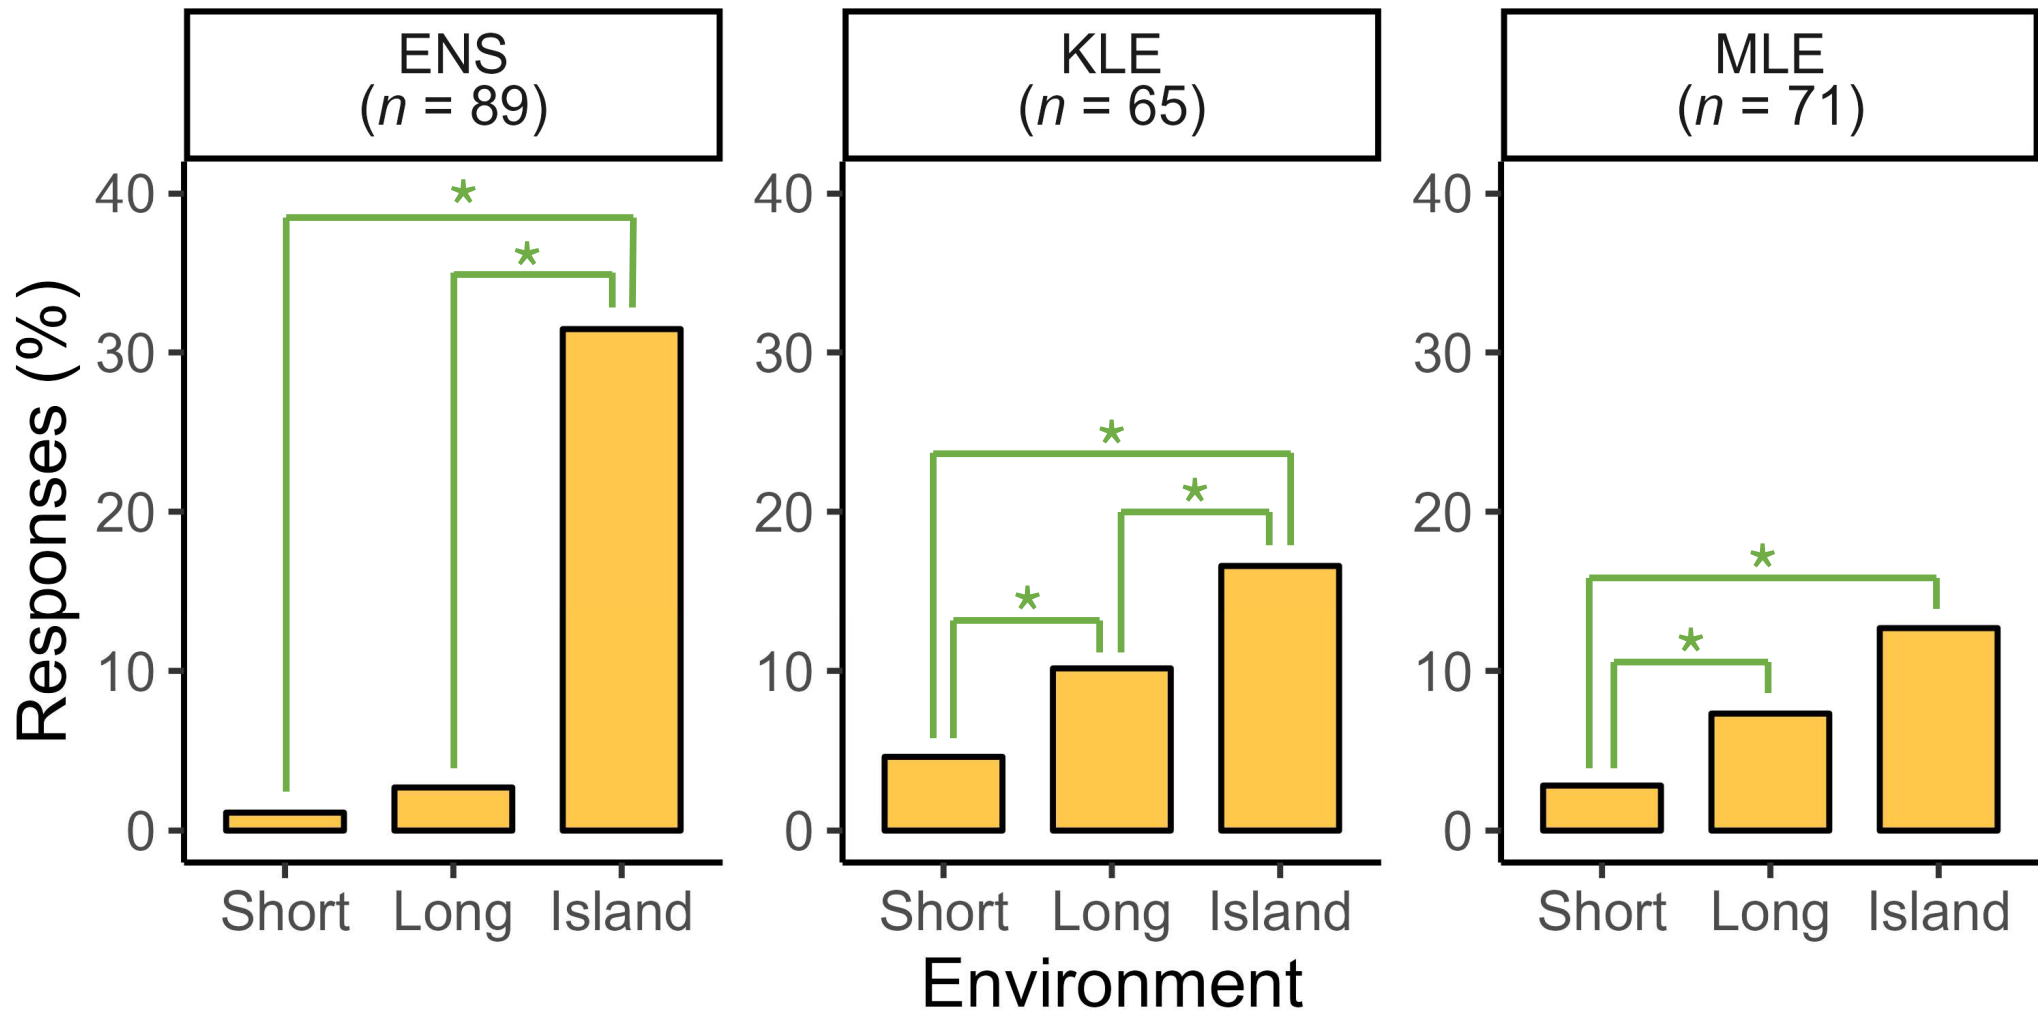 ENS
(n = 89)
KLE
(n = 65)
MLE
(n = 71)
Responses (%)
40
30
20
10
0
*
*
Short Long Island
40
30
20
10
0
*
*
*
Short Long Island
40
30
20
10
0
*
*
Short Long Island
Environment